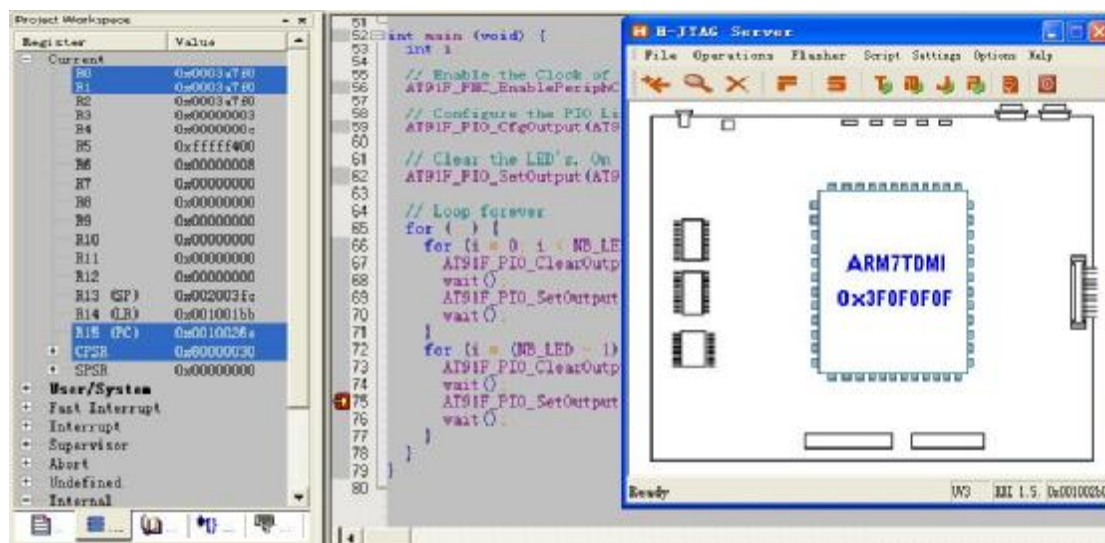 Project Workspace
Register Value
Current
R0 0x0003a7f0
R1 0x0003a7f0
R2 0x0003a7f0
R3 0x00000003
R4 0x0000000c
R5 0xfffff400
R6 0x00000008
R7 0x00000000
R8 0x00000000
R9 0x00000000
R10 0x00000000
R11 0x00000000
R12 0x00000000
R13 (SP) 0x002003fc
R14 (LR) 0x001001bb
R15 (PC) 0x0010026a
CPSR 0x60000030
SPSR 0x00000000
User/System
Fast Interrupt
Interrupt
Supervisor
Abort
Undefined
Internal
51
52 int main (void) {
53 int i
54
55 // Enable the Clock of
56 AT91F_PMC_EnablePeriphC
57
58 // Configure the PIO Li
59 AT91F_PIO_CfgOutput(AT9
60
61 // Clear the LED's. On
62 AT91F_PIO_SetOutput(AT9
63
64 // Loop forever
65 for ( ) {
66 for (i = 0 i < NB_LE
67 AT91F_PIO_ClearOutp
68 wait()
69 AT91F_PIO_SetOutput
70 wait()
71 }
72 for (i = (NB_LED - 1)
73 AT91F_PIO_ClearOutp
74 wait()
75 AT91F_PIO_SetOutput
76 wait()
77 }
78 }
79 }
80
H-JTAG Server
File Operations Flasher Script Settings Options Help
ARM7TDMI
0x3F0F0F0F
Ready UV3 RDI 1.5.